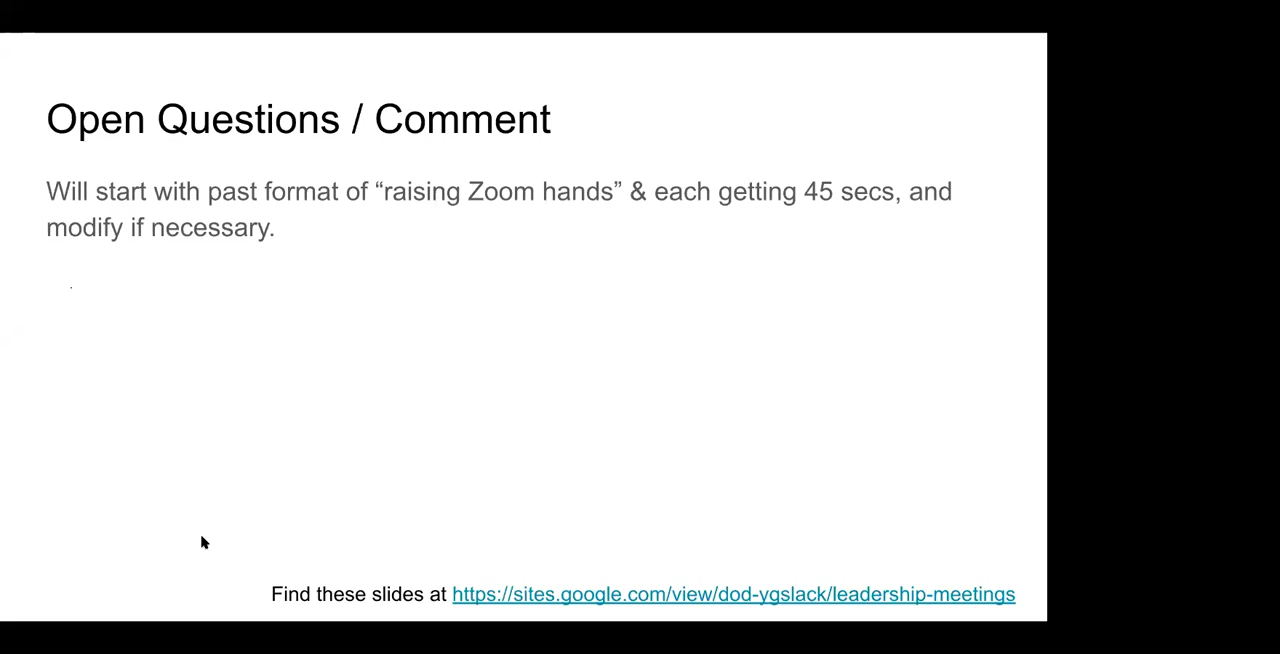 Open Questions / Comment
Will start with past format of “raising Zoom hands” & each getting 45 secs, and
modify if necessary.
Find these slides at https://sites.google.com/view/dod-ygslack/leadership-meetings